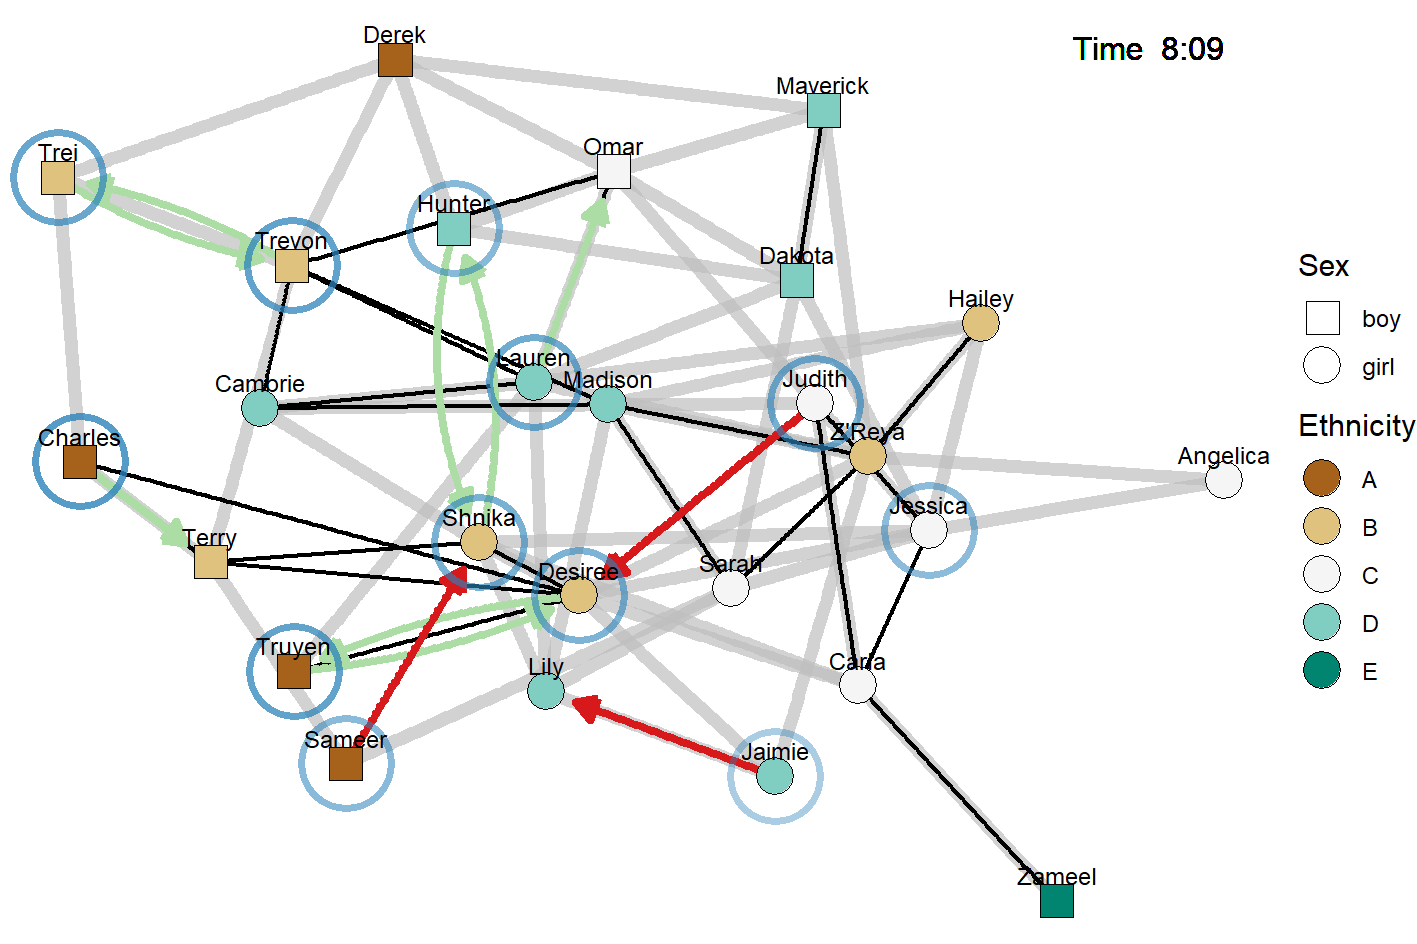 Derek
Time 8:09
Maverick
Omar
Trei
Hunter
Trevon
Dakota
Hailey
Sex
boy
Lauren
girl
Madison
Judith
Cambrie
Ethnicity
Z'Reya
Charles
Angelica
A
Jessica
Shnika
B
Terry
Sarah
Desiree
C
D
Truyen
Carla
Lily
E
Sameer
Jaimie
Zameel